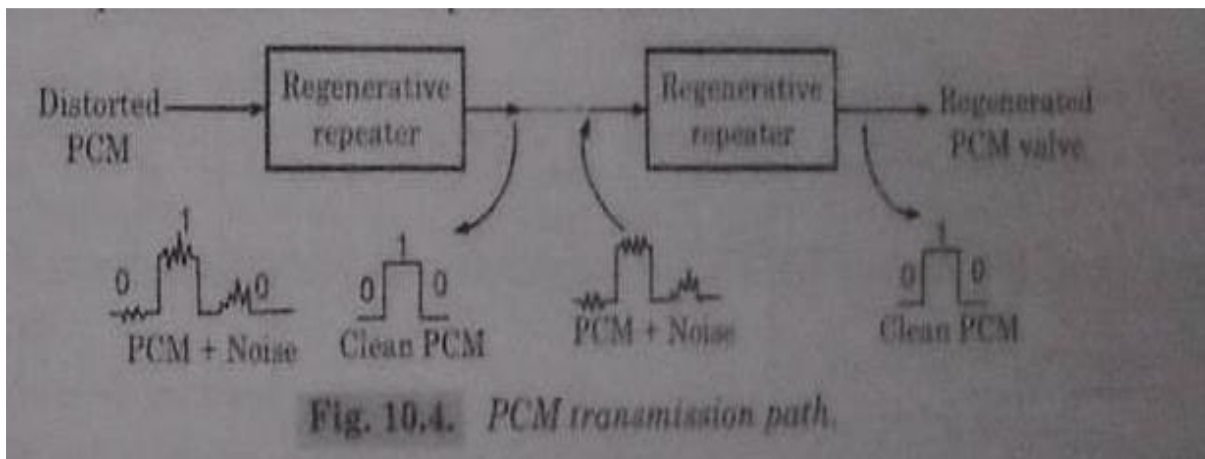 Distorted
PCM
Regenerative
repeater
Regenerative
repeater
Regenerated
PCM valve
0
1
0
PCM + Noise
0
1
0
Clean PCM
PCM + Noise
0
1
0
Clean PCM
Fig. 10.4. PCM transmission path.